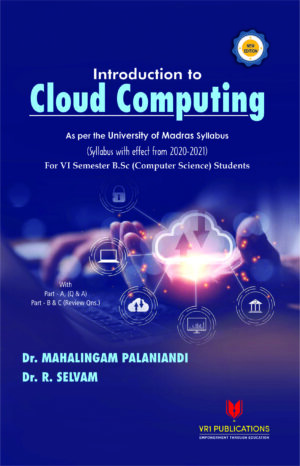 NEW
EDITION
Introduction to
Cloud Computing
As per the University of Madras Syllabus
(Syllabus with effect from 2020-2021)
For VI Semester B.Sc (Computer Science) Students
With
Part - A, (Q & A)
Part - B & C (Review Qns.)
Dr. MAHALINGAM PALANIANDI
Dr. R. SELVAM
VR1 PUBLICATIONS
EMPOWERMENT THROUGH EDUCATION